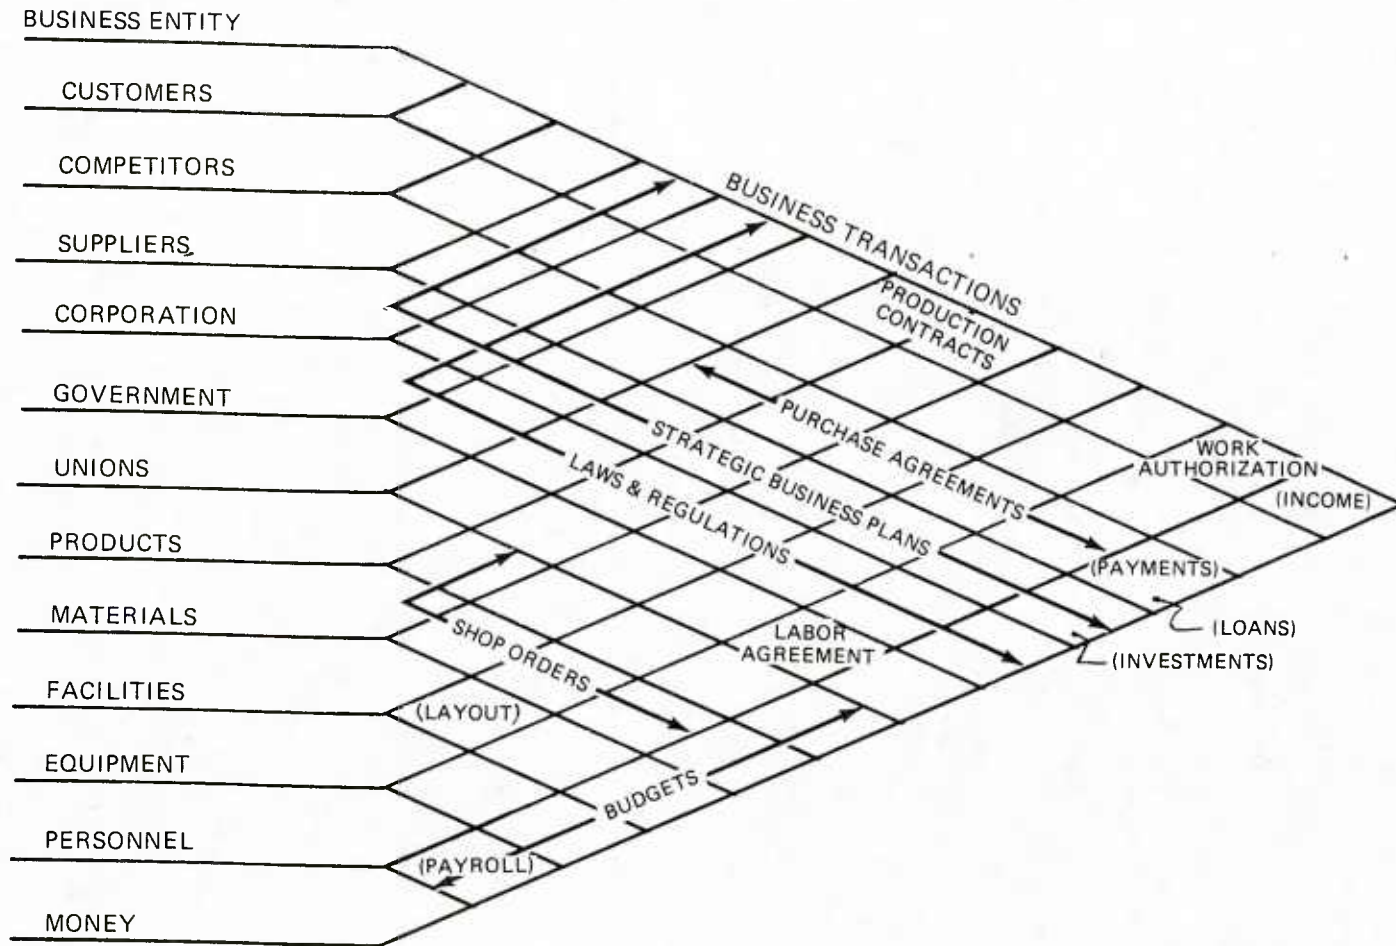 BUSINESS ENTITY
CUSTOMERS
COMPETITORS
SUPPLIERS
CORPORATION
GOVERNMENT
UNIONS
PRODUCTS
MATERIALS
FACILITIES
EQUIPMENT
PERSONNEL
MONEY
BUSINESS TRANSACTIONS
PRODUCTION
CONTRACTS
PURCHASE AGREEMENTS
STRATEGIC BUSINESS PLANS
LAWS & REGULATIONS
WORK
AUTHORIZATION
(INCOME)
(PAYMENTS)
(LOANS)
(INVESTMENTS)
LABOR
AGREEMENT
SHOP ORDERS
(LAYOUT)
BUDGETS
(PAYROLL)